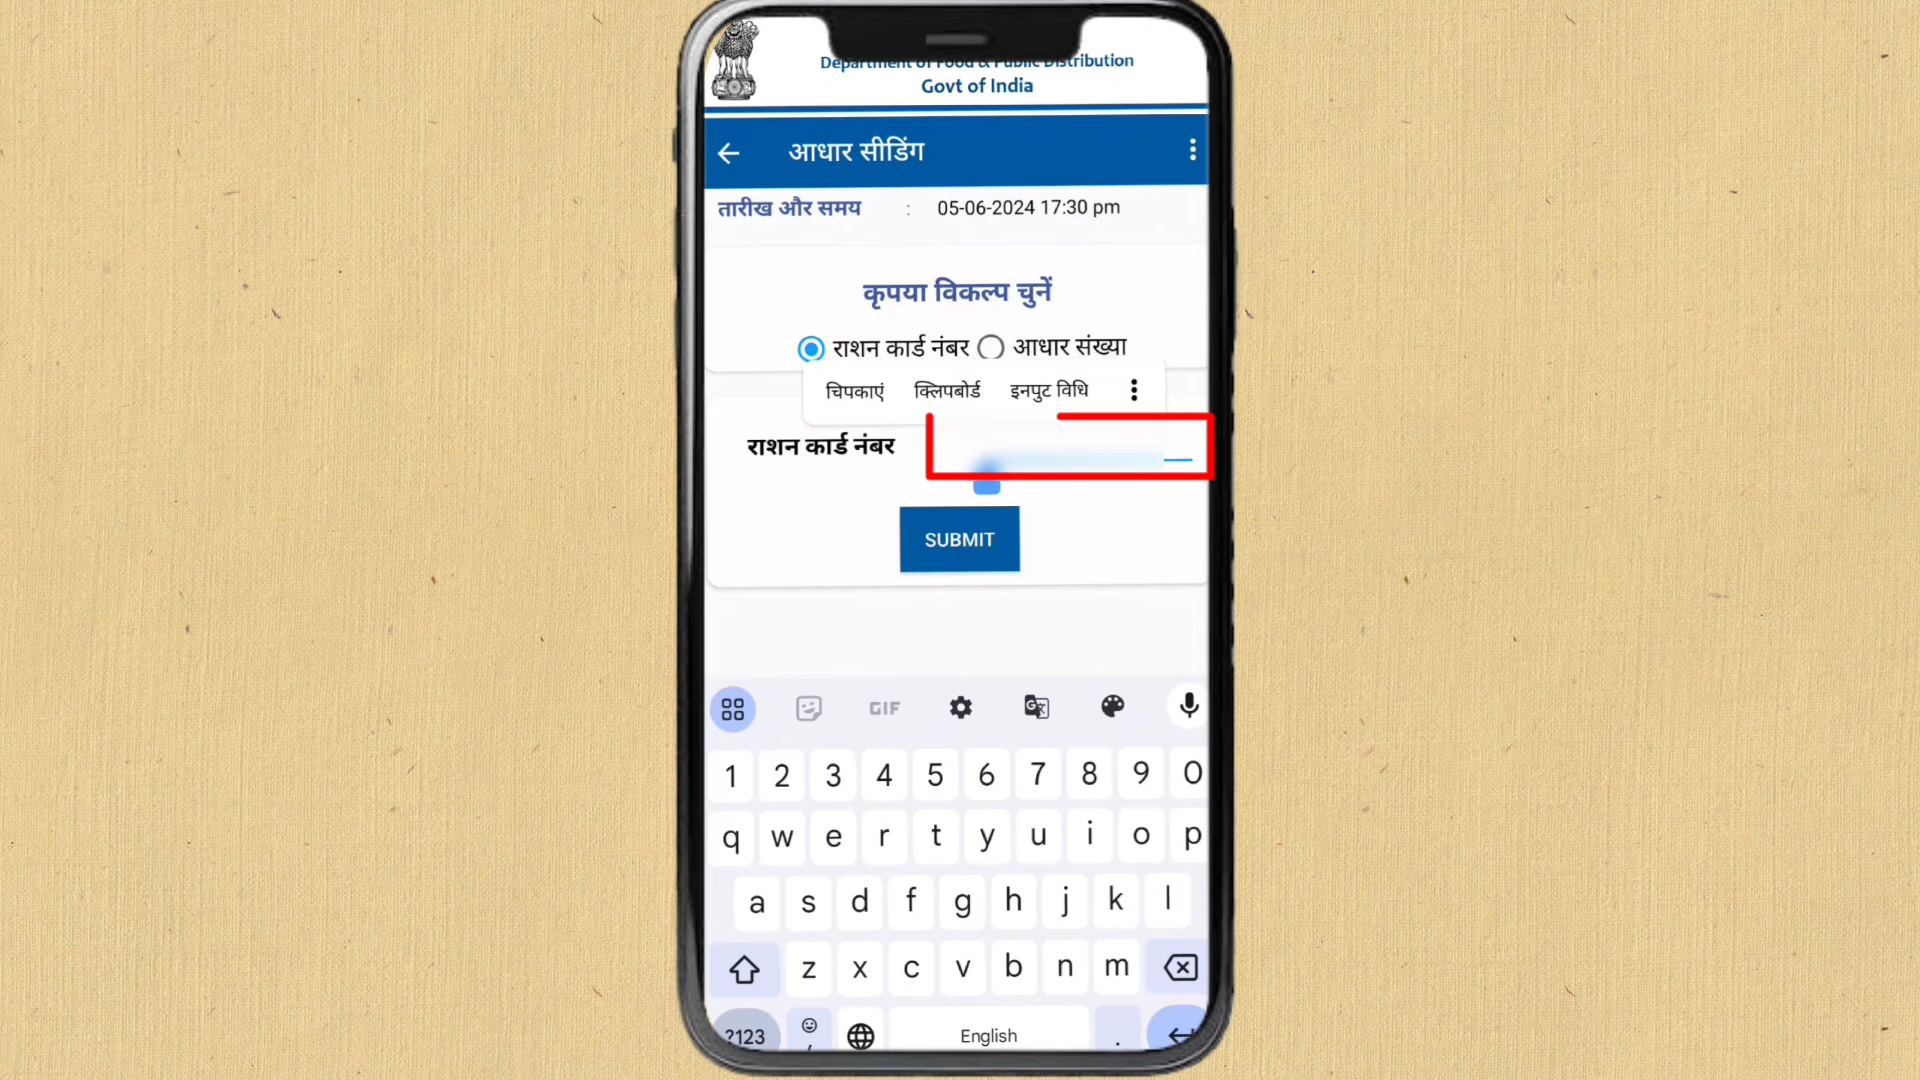 Department of Food & Public Distribution
Govt of India
आधार सीडिंग
तारीख और समय : 05-06-2024 17:30 pm
कृपया विकल्प चुनें
राशन कार्ड नंबर आधार संख्या
चिपकाएं क्लिपबोर्ड इनपुट विधि
राशन कार्ड नंबर
SUBMIT
GIF
1 2 3 4 5 6 7 8 9 0
q w e r t y u i o p
a s d f g h j k l
z x c v b n m
?123 , English .